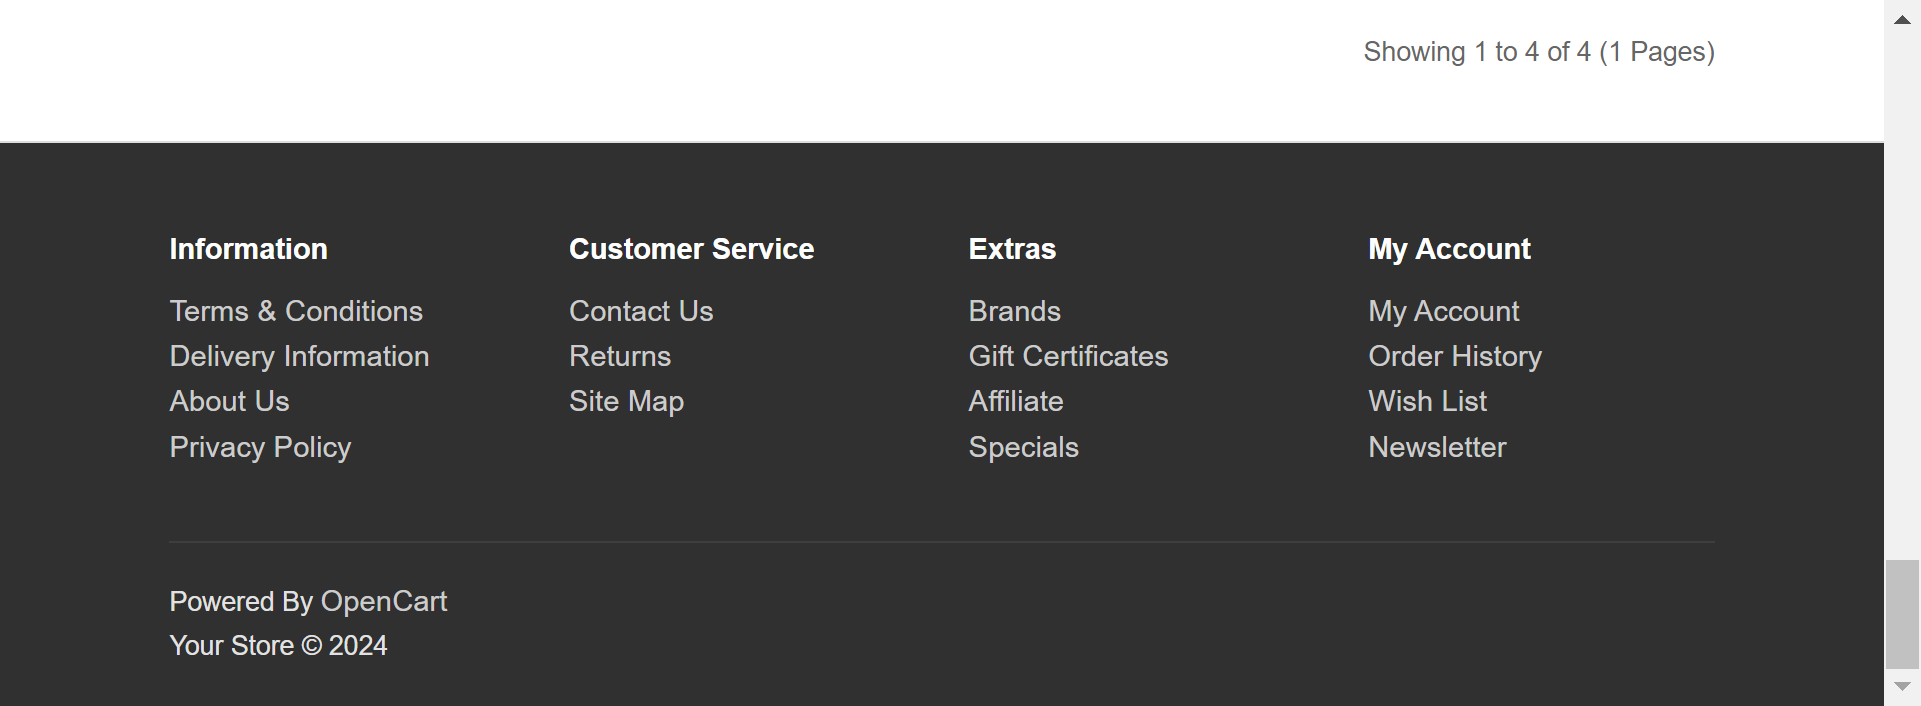 Showing 1 to 4 of 4 (1 Pages)
Information
Terms & Conditions
Delivery Information
About Us
Privacy Policy
Customer Service
Contact Us
Returns
Site Map
Extras
Brands
Gift Certificates
Affiliate
Specials
My Account
My Account
Order History
Wish List
Newsletter
Powered By OpenCart
Your Store © 2024